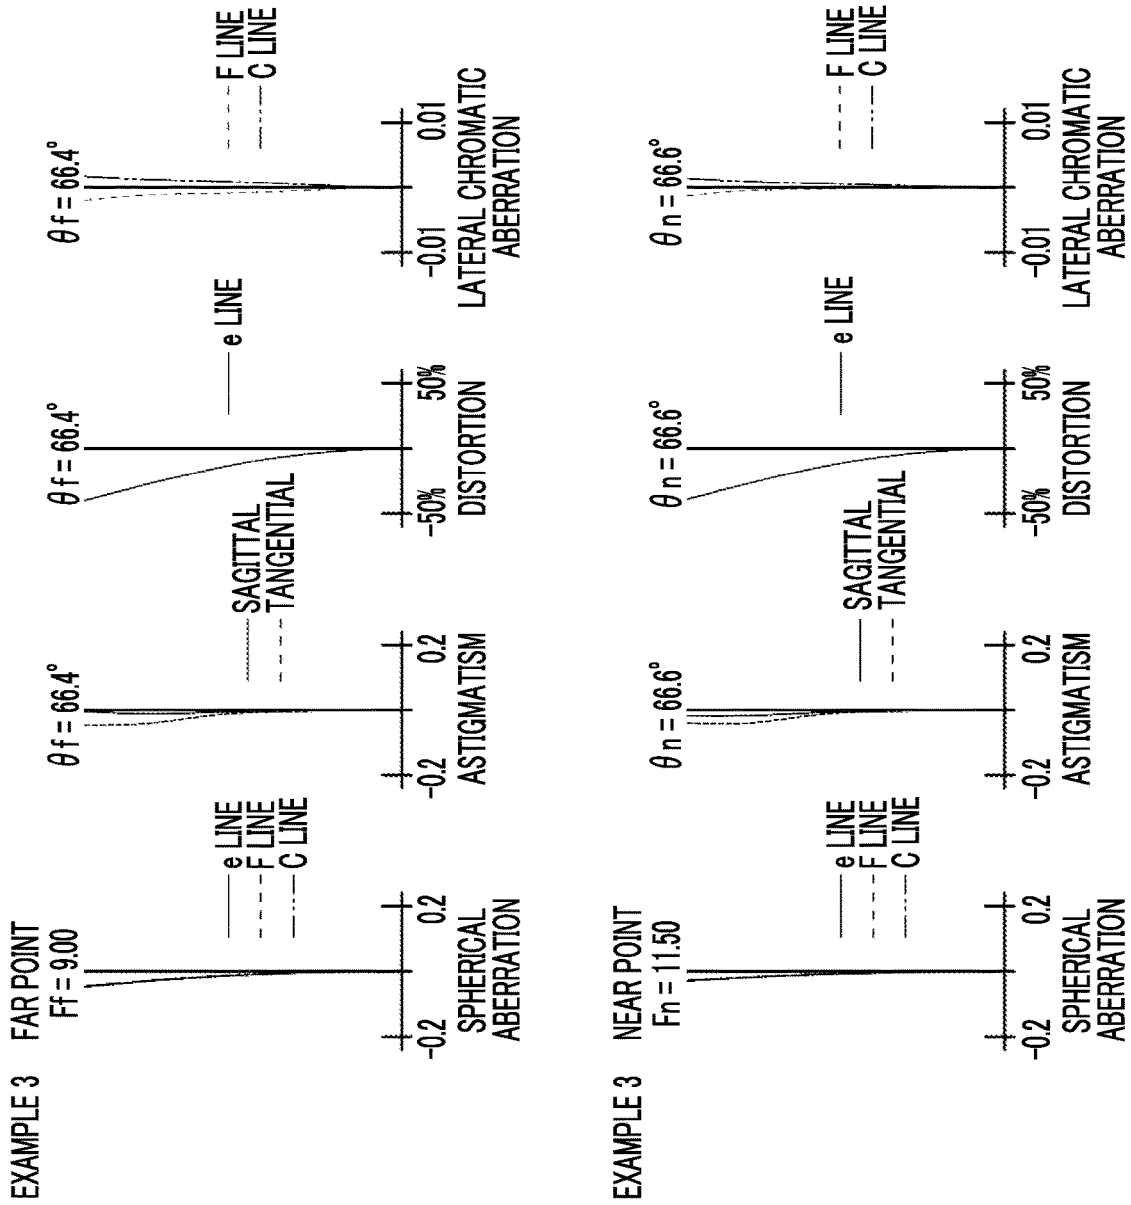 EXAMPLE 3 FAR POINT
Ff = 9.00
e LINE
F LINE
C LINE
-0.2 0.2
SPHERICAL
ABERRATION
θf = 66.4°
SAGITTAL
TANGENTIAL
-0.2 0.2
ASTIGMATISM
θf = 66.4°
e LINE
-50% 50%
DISTORTION
θf = 66.4°
F LINE
C LINE
-0.01 0.01
LATERAL CHROMATIC
ABERRATION
EXAMPLE 3 NEAR POINT
Fn = 11.50
e LINE
F LINE
C LINE
-0.2 0.2
SPHERICAL
ABERRATION
θn = 66.6°
SAGITTAL
TANGENTIAL
-0.2 0.2
ASTIGMATISM
θn = 66.6°
e LINE
-50% 50%
DISTORTION
θn = 66.6°
F LINE
C LINE
-0.01 0.01
LATERAL CHROMATIC
ABERRATION